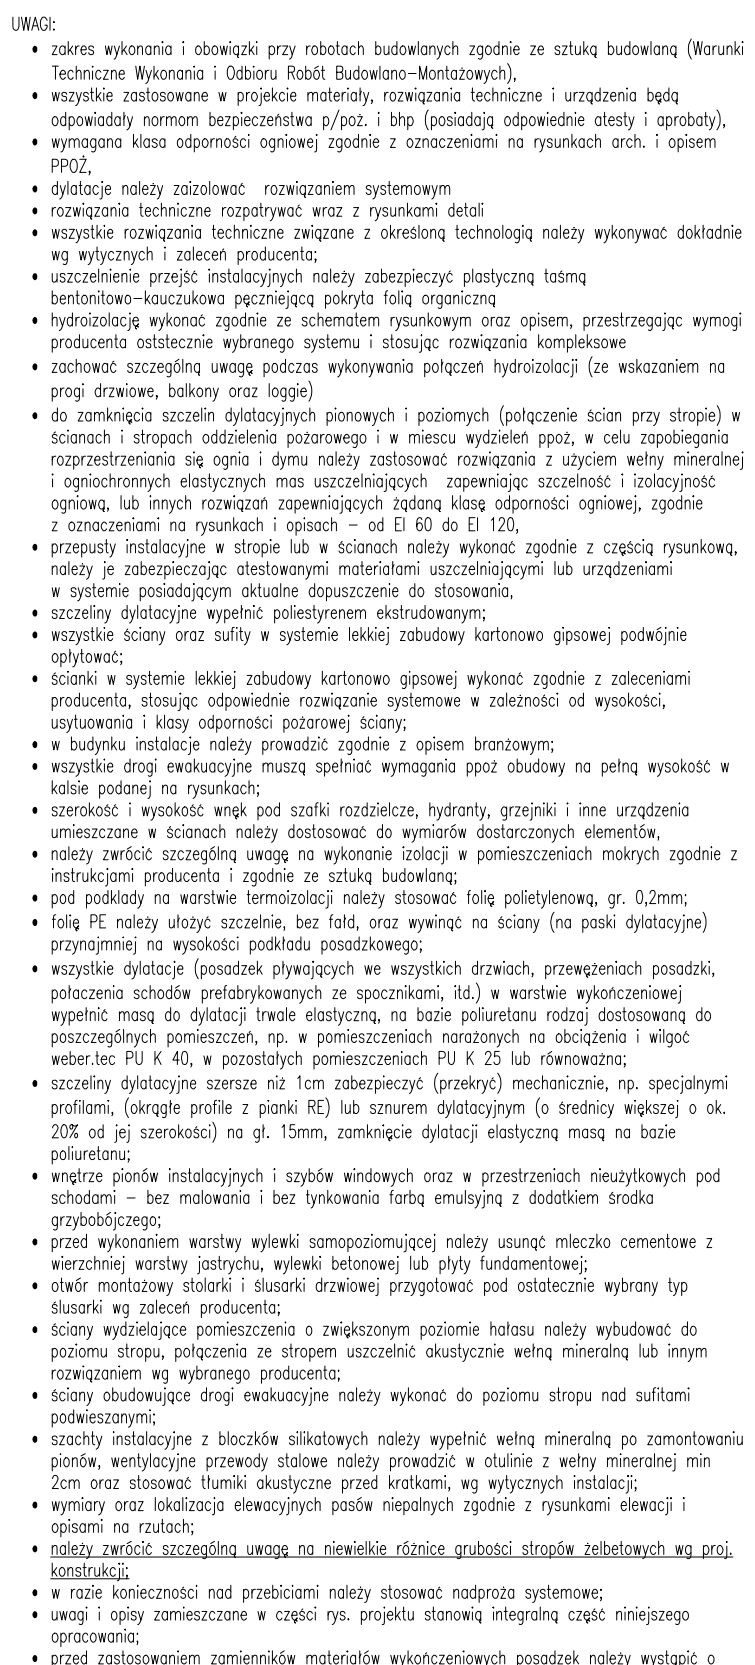 UWAGI:
• zakres wykonania i obowiązki przy robotach budowlanych zgodnie ze sztuką budowlaną (Warunki
Techniczne Wykonania i Odbioru Robót Budowlano-Montażowych),
• wszystkie zastosowane w projekcie materiały, rozwiązania techniczne i urządzenia będą
odpowiadały normom bezpieczeństwa p/poż. i bhp (posiadają odpowiednie atesty i aprobaty),
• wymagana klasa odporności ogniowej zgodnie z oznaczeniami na rysunkach arch. i opisem
PPOŻ,
• dylatacje należy zaizolować rozwiązaniem systemowym
• rozwiązania techniczne rozpatrywać wraz z rysunkami detali
• wszystkie rozwiązania techniczne związane z określoną technologią należy wykonywać dokładnie
wg wytycznych i zaleceń producenta;
• uszczelnienie przejść instalacyjnych należy zabezpieczyć plastyczną taśmą
bentonitowo-kauczukowa pęczniejącą pokryta folią organiczną
• hydroizolację wykonać zgodnie ze schematem rysunkowym oraz opisem, przestrzegając wymogi
producenta oststecznie wybranego systemu i stosując rozwiązania kompleksowe
• zachować szczególną uwagę podczas wykonywania połączeń hydroizolacji (ze wskazaniem na
progi drzwiowe, balkony oraz loggie)
• do zamknięcia szczelin dylatacyjnych pionowych i poziomych (połączenie ścian przy stropie) w
ścianach i stropach oddzielenia pożarowego i w miescu wydzieleń ppoż, w celu zapobiegania
rozprzestrzeniania się ognia i dymu należy zastosować rozwiązania z użyciem wełny mineralnej
i ogniochronnych elastycznych mas uszczelniających zapewniając szczelność i izolacyjność
ogniową, lub innych rozwiązań zapewniających żądaną klasę odporności ogniowej, zgodnie
z oznaczeniami na rysunkach i opisach – od EI 60 do EI 120,
• przepusty instalacyjne w stropie lub w ścianach należy wykonać zgodnie z częścią rysunkową,
należy je zabezpieczając atestowanymi materiałami uszczelniającymi lub urządzeniami
w systemie posiadającym aktualne dopuszczenie do stosowania,
• szczeliny dylatacyjne wypełnić poliestyrenem ekstrudowanym;
• wszystkie ściany oraz sufity w systemie lekkiej zabudowy kartonowo gipsowej podwójnie
opłytować;
• ścianki w systemie lekkiej zabudowy kartonowo gipsowej wykonać zgodnie z zaleceniami
producenta, stosując odpowiednie rozwiązanie systemowe w zależności od wysokości,
usytuowania i klasy odporności pożarowej ściany;
• w budynku instalacje należy prowadzić zgodnie z opisem branżowym;
• wszystkie drogi ewakuacyjne muszą spełniać wymagania ppoż obudowy na pełną wysokość w
kalsie podanej na rysunkach;
• szerokość i wysokość wnęk pod szafki rozdzielcze, hydranty, grzejniki i inne urządzenia
umieszczane w ścianach należy dostosować do wymiarów dostarczonych elementów,
• należy zwrócić szczególną uwagę na wykonanie izolacji w pomieszczeniach mokrych zgodnie z
instrukcjami producenta i zgodnie ze sztuką budowlaną;
• pod podklady na warstwie termoizolacji należy stosować folię polietylenową, gr. 0,2mm;
• folię PE należy ułożyć szczelnie, bez fałd, oraz wywinąć na ściany (na paski dylatacyjne)
przynajmniej na wysokości podkładu posadzkowego;
• wszystkie dylatacje (posadzek pływających we wszystkich drzwiach, przewężeniach posadzki,
połaczenia schodów prefabrykowanych ze spocznikami, itd.) w warstwie wykończeniowej
wypełnić masą do dylatacji trwale elastyczną, na bazie poliuretanu rodzaj dostosowaną do
poszczególnych pomieszczeń, np. w pomieszczeniach narażonych na obciążenia i wilgoć
weber.tec PU K 40, w pozostałych pomieszczeniach PU K 25 lub równoważna;
• szczeliny dylatacyjne szersze niż 1cm zabezpieczyć (przekryć) mechanicznie, np. specjalnymi
profilami, (okrągłe profile z pianki RE) lub sznurem dylatacyjnym (o średnicy większej o ok.
20% od jej szerokości) na gł. 15mm, zamknięcie dylatacji elastyczną masą na bazie
poliuretanu;
• wnętrze pionów instalacyjnych i szybów windowych oraz w przestrzeniach nieużytkowych pod
schodami – bez malowania i bez tynkowania farbą emulsyjną z dodatkiem środka
grzybobójczego;
• przed wykonaniem warstwy wylewki samopoziomującej należy usunąć mleczko cementowe z
wierzchniej warstwy jastrychu, wylewki betonowej lub płyty fundamentowej;
• otwór montażowy stolarki i ślusarki drzwiowej przygotować pod ostatecznie wybrany typ
ślusarki wg zaleceń producenta;
• ściany wydzielające pomieszczenia o zwiększonym poziomie hałasu należy wybudować do
poziomu stropu, połączenia ze stropem uszczelnić akustycznie wełną mineralną lub innym
rozwiązaniem wg wybranego producenta;
• ściany obudowujące drogi ewakuacyjne należy wykonać do poziomu stropu nad sufitami
podwieszanymi;
• szachty instalacyjne z bloczków silikatowych należy wypełnić wełną mineralną po zamontowaniu
pionów, wentylacyjne przewody stalowe należy prowadzić w otulinie z wełny mineralnej min
2cm oraz stosować tłumiki akustyczne przed kratkami, wg wytycznych instalacji;
• wymiary oraz lokalizacja elewacyjnych pasów niepalnych zgodnie z rysunkami elewacji i
opisami na rzutach;
• należy zwrócić szczególną uwagę na niewielkie różnice grubości stropów żelbetowych wg proj.
konstrukcji;
• w razie konieczności nad przebiciami należy stosować nadproża systemowe;
• uwagi i opisy zamieszczane w części rys. projektu stanowią integralną część niniejszego
opracowania;
• przed zastosowaniem zamienników materiałów wykończeniowych posadzek należy wystąpić o